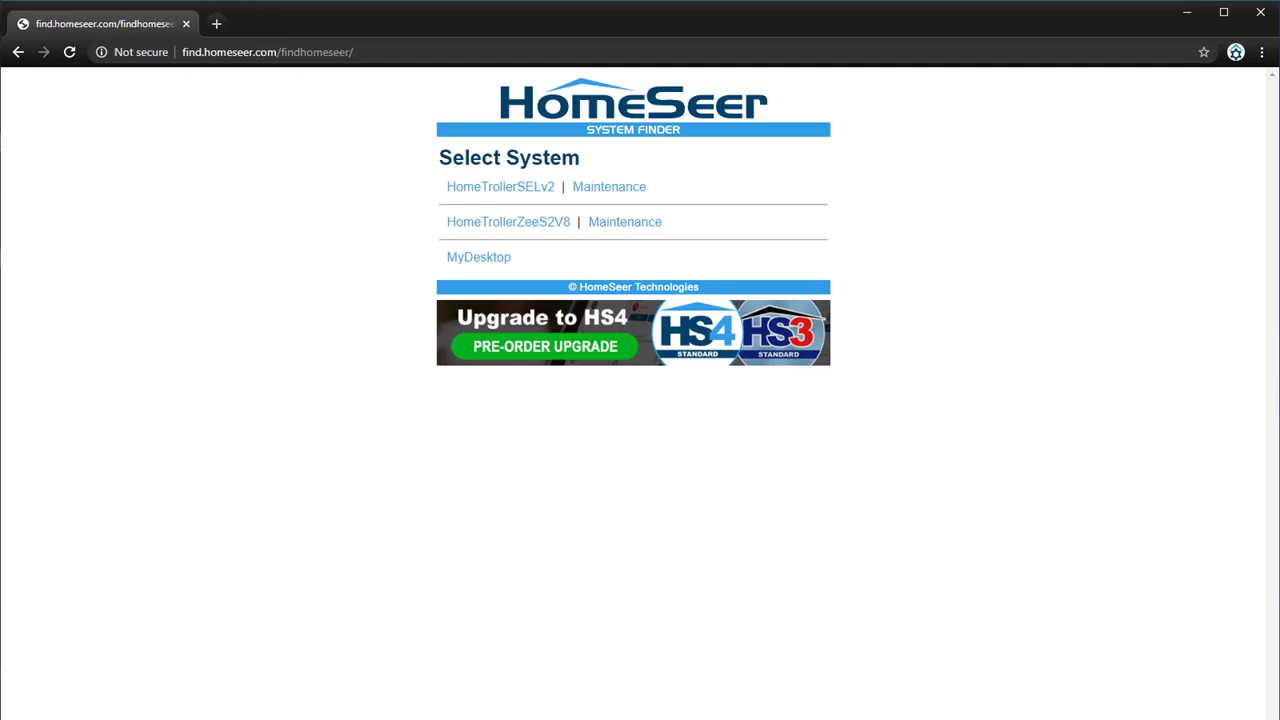 find.homeseer.com/findhomesee
Not secure | find.homeseer.com/findhomeseer/
HomeSeer
SYSTEM FINDER
Select System
HomeTrollerSELv2 | Maintenance
HomeTrollerZeeS2V8 | Maintenance
MyDesktop
© HomeSeer Technologies
Upgrade to HS4
PRE-ORDER UPGRADE
HS4
STANDARD
HS3
STANDARD